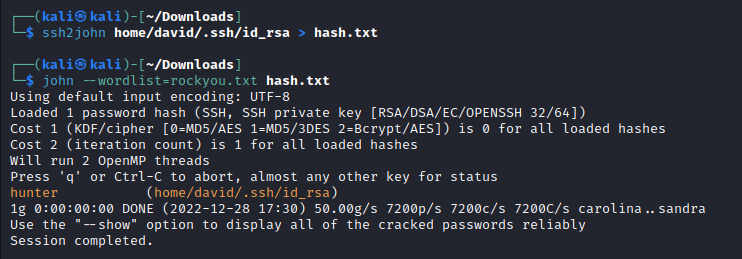 ┌──(kali㉿kali)-[~/Downloads]
└─$ ssh2john home/david/.ssh/id_rsa > hash.txt
┌──(kali㉿kali)-[~/Downloads]
└─$ john --wordlist=rockyou.txt hash.txt
Using default input encoding: UTF-8
Loaded 1 password hash (SSH, SSH private key [RSA/DSA/EC/OPENSSH 32/64])
Cost 1 (KDF/cipher [0=MD5/AES 1=MD5/3DES 2=Bcrypt/AES]) is 0 for all loaded hashes
Cost 2 (iteration count) is 1 for all loaded hashes
Will run 2 OpenMP threads
Press 'q' or Ctrl-C to abort, almost any other key for status
hunter           (home/david/.ssh/id_rsa)
1g 0:00:00:00 DONE (2022-12-28 17:30) 50.00g/s 7200p/s 7200c/s 7200C/s carolina..sandra
Use the "--show" option to display all of the cracked passwords reliably
Session completed.